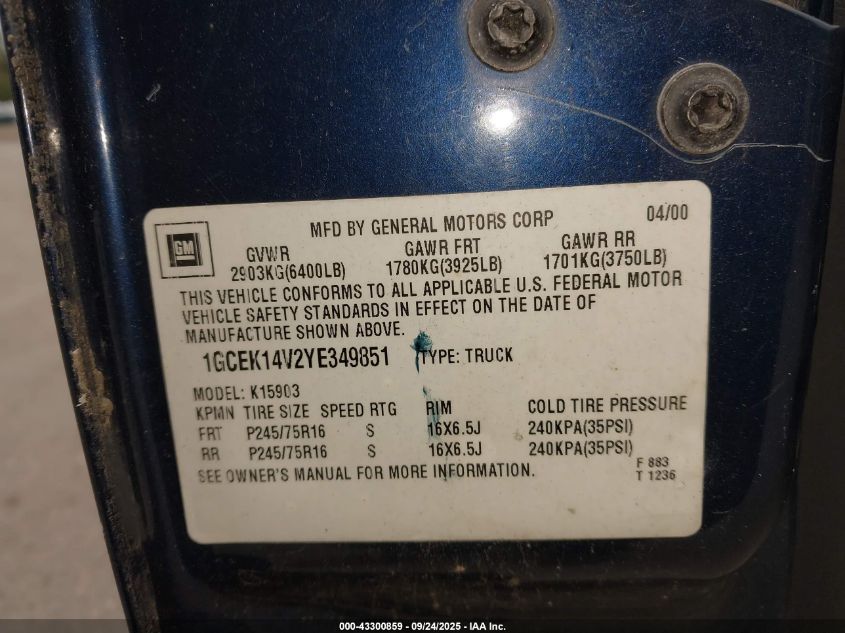 MFD BY GENERAL MOTORS CORP 04/00
GM
GVWR GAWR FRT GAWR RR
2903KG(6400LB) 1780KG(3925LB) 1701KG(3750LB)
THIS VEHICLE CONFORMS TO ALL APPLICABLE U.S. FEDERAL MOTOR
VEHICLE SAFETY STANDARDS IN EFFECT ON THE DATE OF
MANUFACTURE SHOWN ABOVE.
1GCEK14V2YE349851 TYPE: TRUCK
MODEL: K15903
KPMN TIRE SIZE SPEED RTG RIM COLD TIRE PRESSURE
FRT P245/75R16 S 16X6.5J 240KPA(35PSI)
RR P245/75R16 S 16X6.5J 240KPA(35PSI)
SEE OWNER'S MANUAL FOR MORE INFORMATION.
F 883
T 1236
000-43300859 - 09/24/2025 - IAA Inc.